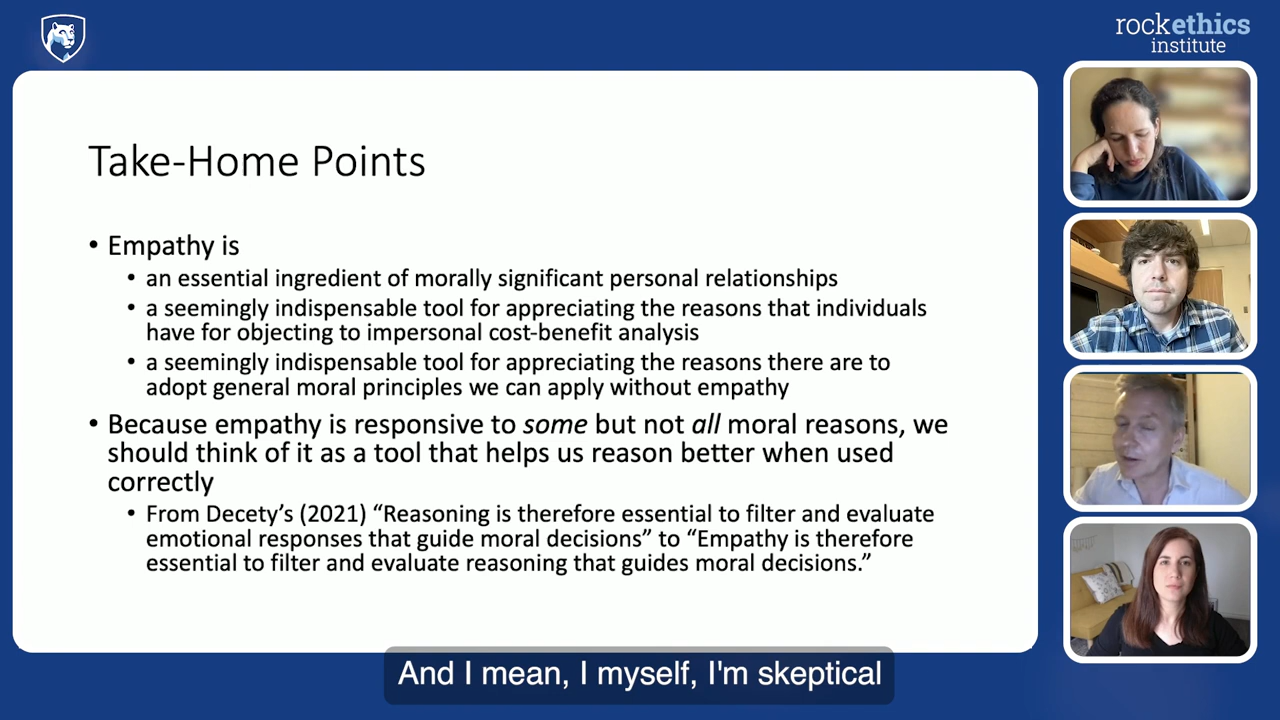 rockethics
institute
Take-Home Points
• Empathy is
• an essential ingredient of morally significant personal relationships
• a seemingly indispensable tool for appreciating the reasons that individuals
have for objecting to impersonal cost-benefit analysis
• a seemingly indispensable tool for appreciating the reasons there are to
adopt general moral principles we can apply without empathy
• Because empathy is responsive to some but not all moral reasons, we
should think of it as a tool that helps us reason better when used
correctly
• From Decety’s (2021) “Reasoning is therefore essential to filter and evaluate
emotional responses that guide moral decisions” to “Empathy is therefore
essential to filter and evaluate reasoning that guides moral decisions.”
And I mean, I myself, I'm skeptical